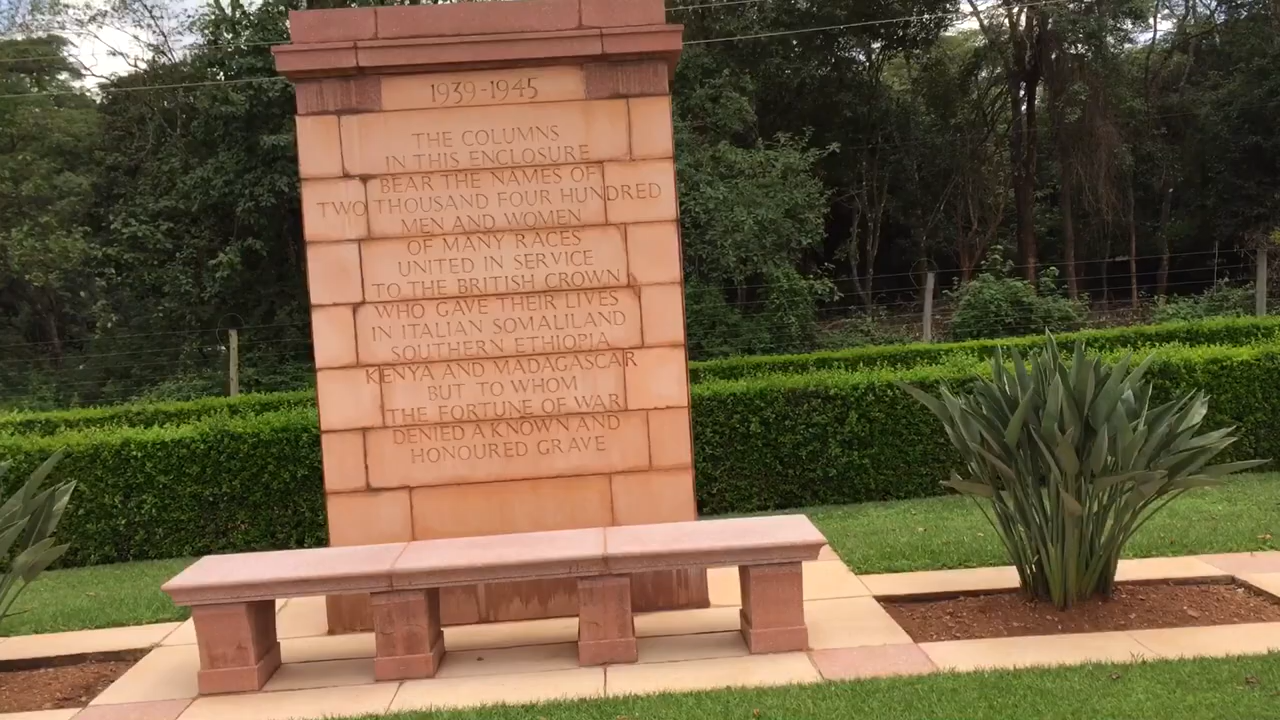 1939-1945
THE COLUMNS
IN THIS ENCLOSURE
BEAR THE NAMES OF
TWO THOUSAND FOUR HUNDRED
MEN AND WOMEN
OF MANY RACES
UNITED IN SERVICE
TO THE BRITISH CROWN
WHO GAVE THEIR LIVES
IN ITALIAN SOMALILAND
SOUTHERN ETHIOPIA
KENYA AND MADAGASCAR
BUT TO WHOM
THE FORTUNE OF WAR
DENIED A KNOWN AND
HONOURED GRAVE